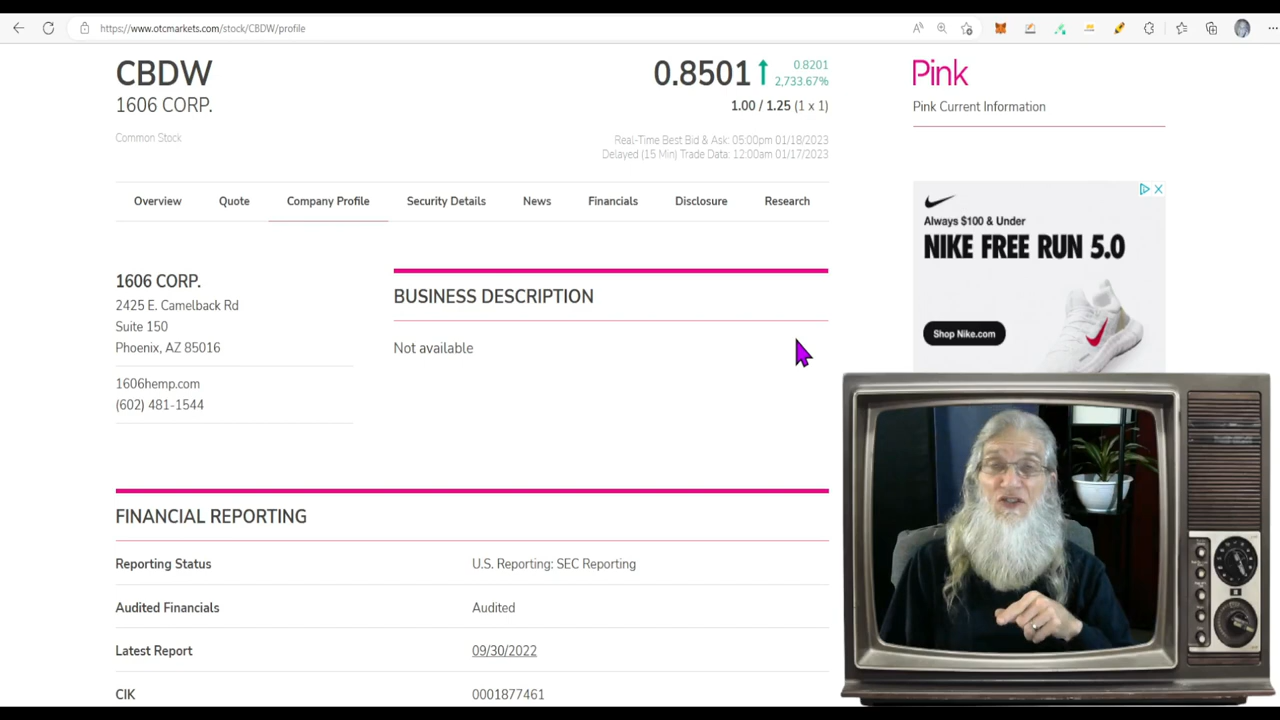 https://www.otcmarkets.com/stock/CBDW/profile
CBDW
1606 CORP.
Common Stock
0.8501 0.8201
2,733.67%
1.00 / 1.25 (1 x 1)
Real-Time Best Bid & Ask: 05:00pm 01/18/2023
Delayed (15 Min) Trade Data: 12:00am 01/17/2023
Pink
Pink Current Information
Overview Quote Company Profile Security Details News Financials Disclosure Research
1606 CORP.
2425 E. Camelback Rd
Suite 150
Phoenix, AZ 85016
1606hemp.com
(602) 481-1544
BUSINESS DESCRIPTION
Not available
Always $100 & Under
NIKE FREE RUN 5.0
Shop Nike.com
FINANCIAL REPORTING
Reporting Status U.S. Reporting: SEC Reporting
Audited Financials Audited
Latest Report 09/30/2022
CIK 0001877461